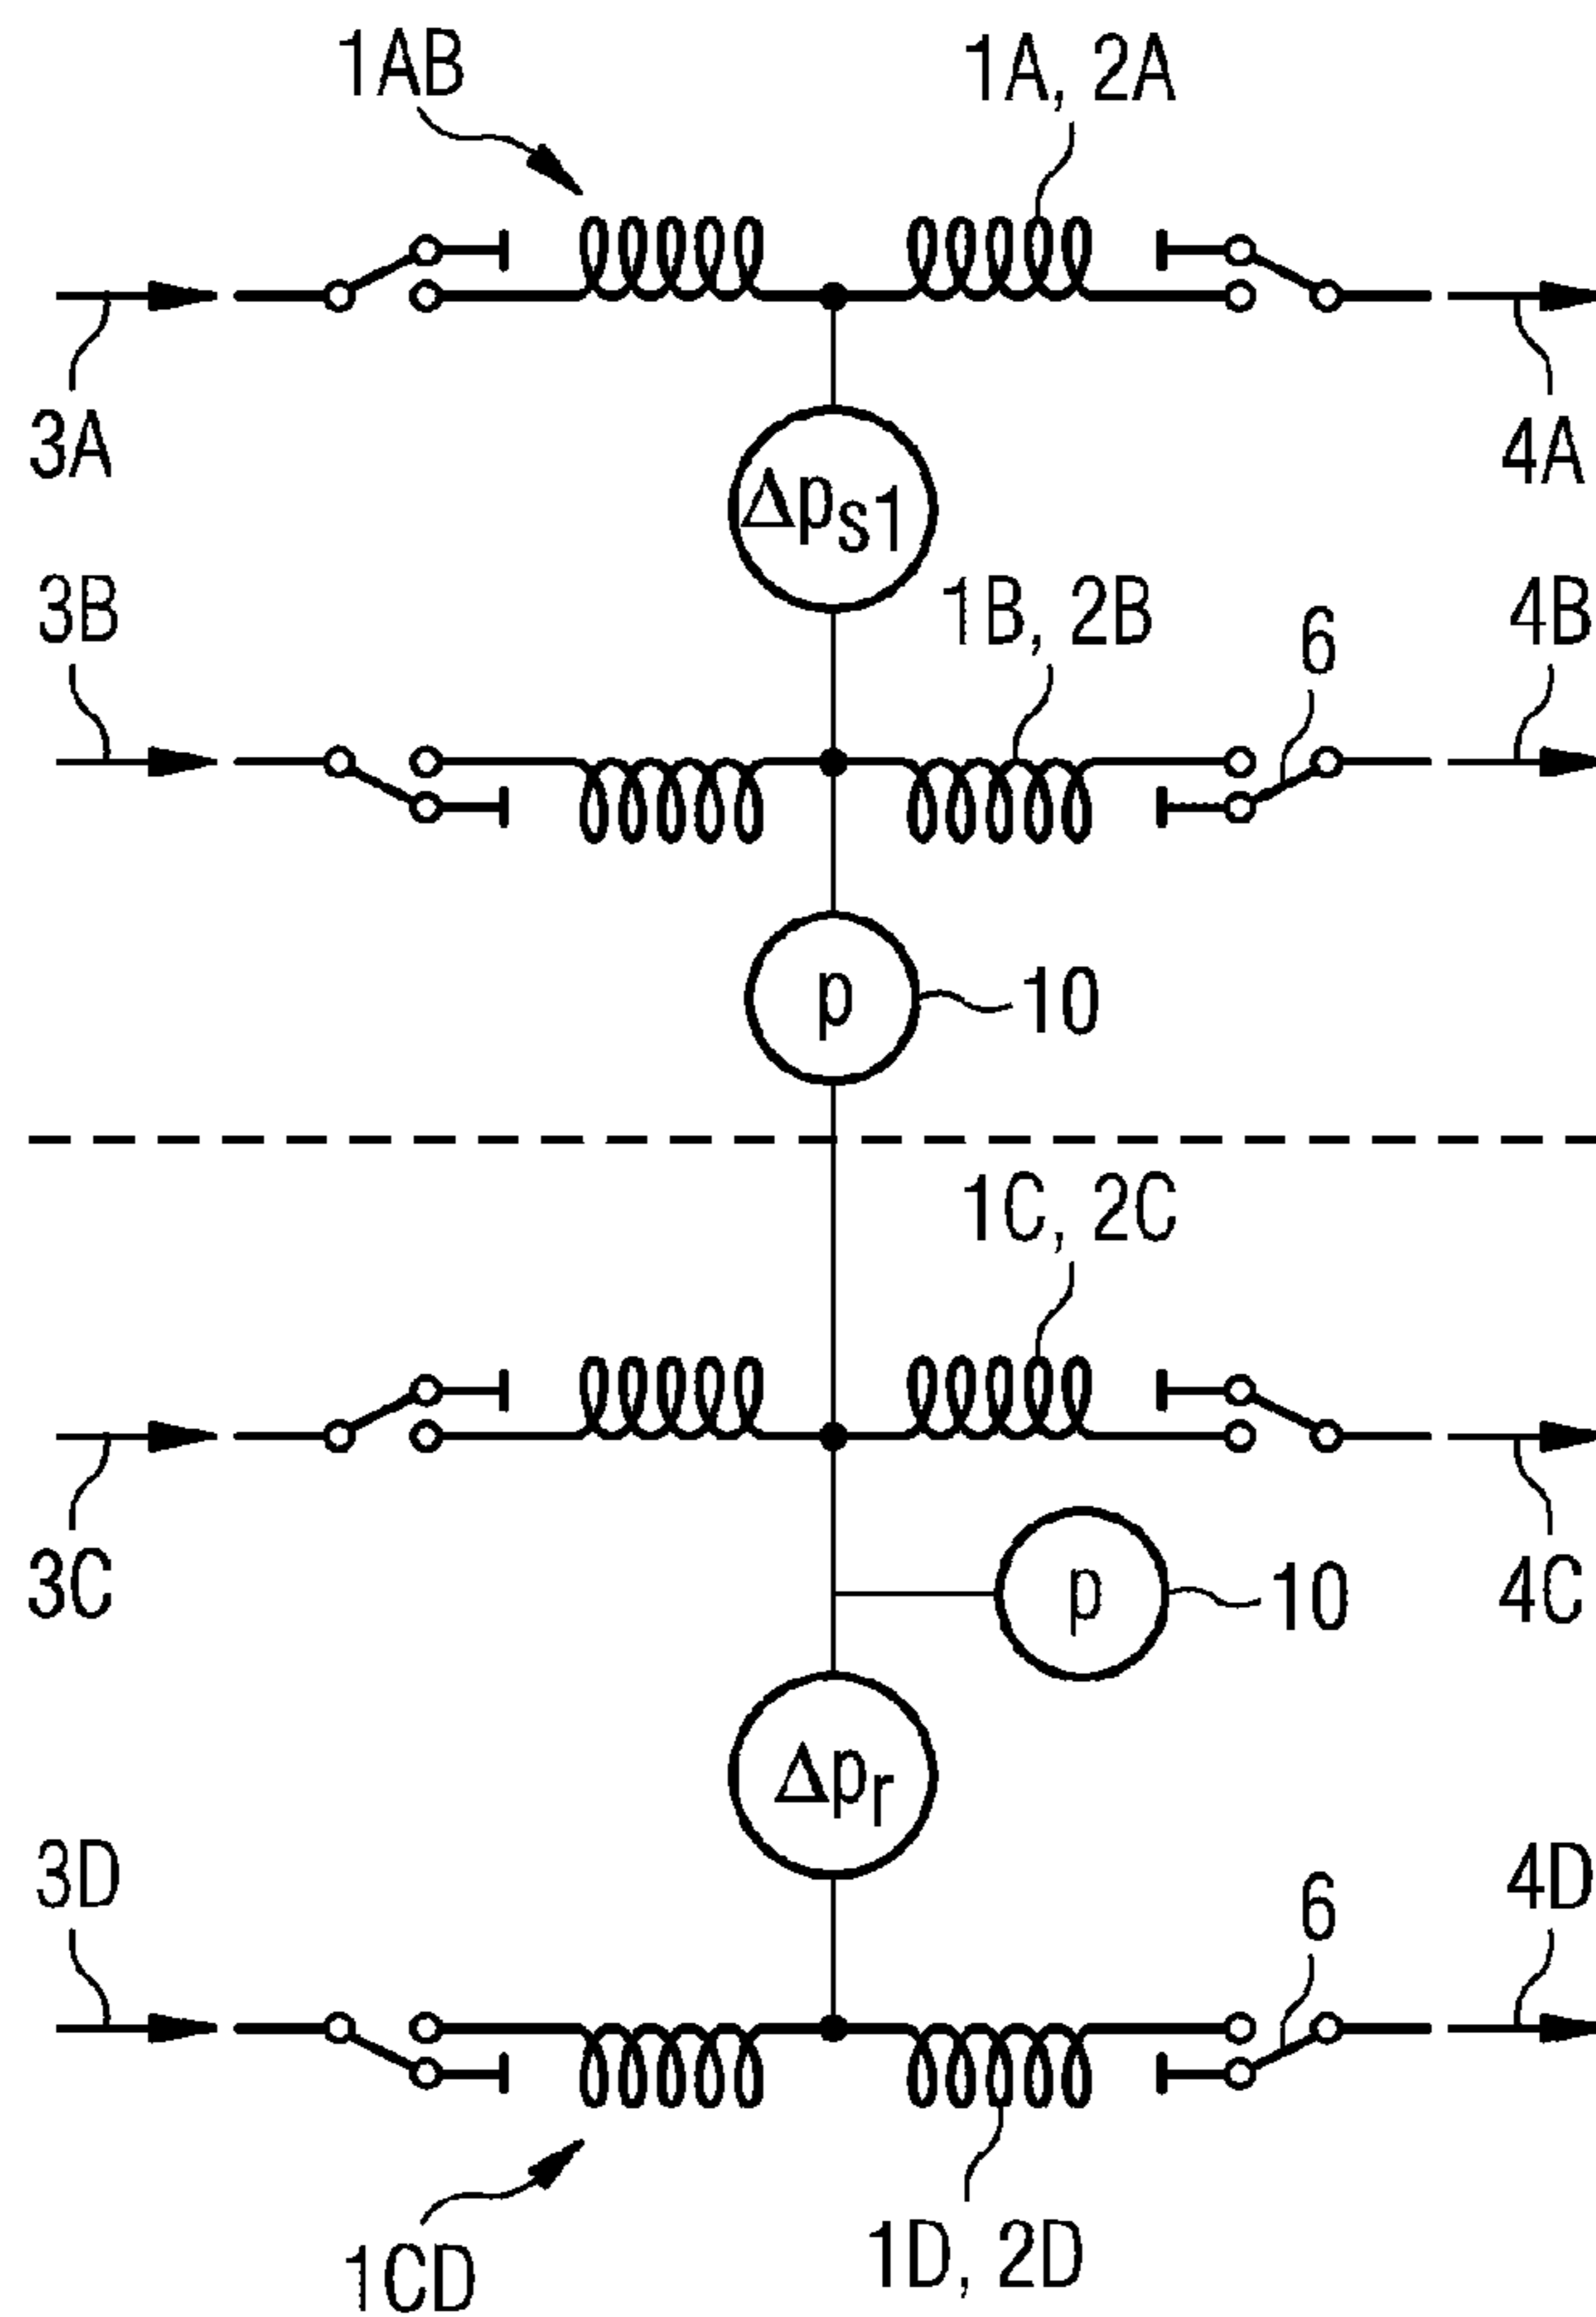 1AB
1A, 2A
3A
4A
Δps1
3B
1B, 2B
6
4B
p
10
1C, 2C
3C
p
10
4C
Δpr
3D
6
4D
1CD
1D, 2D